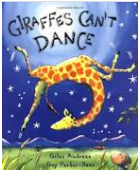 GIRAFFES CAN'T
DANCE
Giles Andreae
Guy Parker-Rees